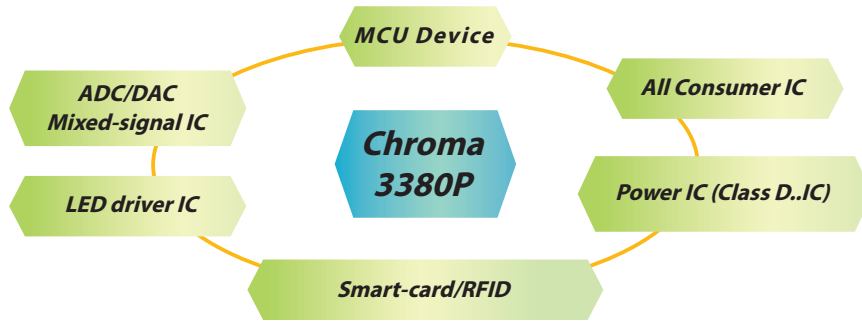 MCU Device
ADC/DAC
Mixed-signal IC
All Consumer IC
Chroma
3380P
LED driver IC
Power IC (Class D..IC)
Smart-card/RFID